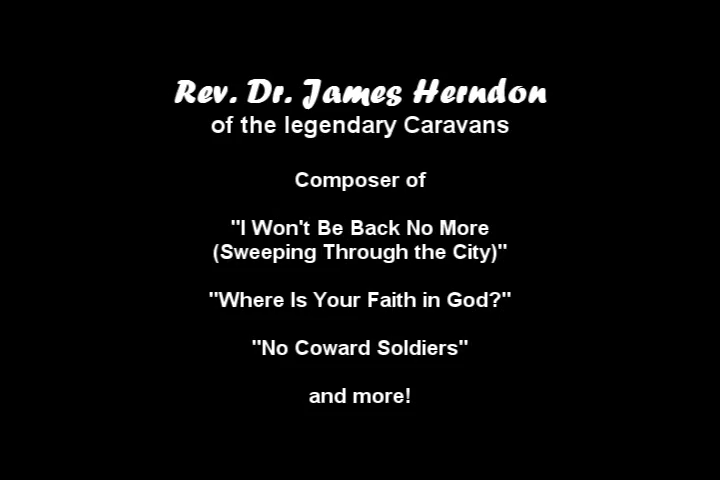 Rev. Dr. James Herndon
of the legendary Caravans
Composer of
"I Won't Be Back No More
(Sweeping Through the City)"
"Where Is Your Faith in God?"
"No Coward Soldiers"
and more!